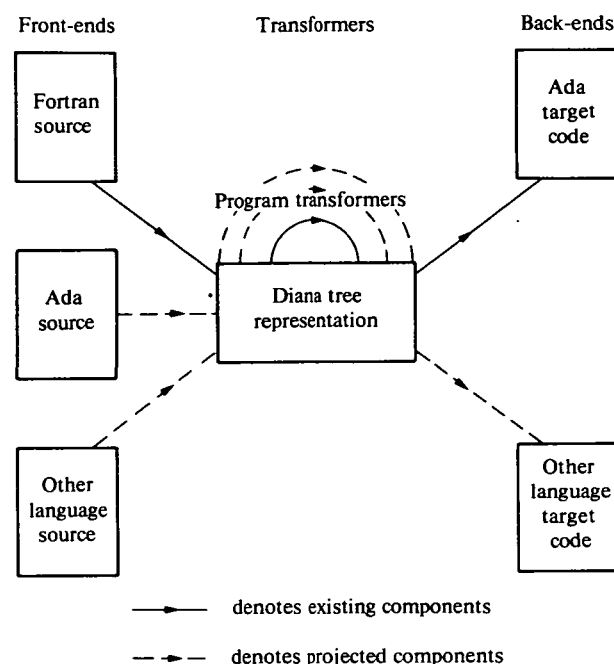 Front-ends
Transformers
Back-ends
Fortran
source
Ada
target
code
Program transformers
Ada
source
Diana tree
representation
Other
language
source
Other
language
target
code
denotes existing components
denotes projected components